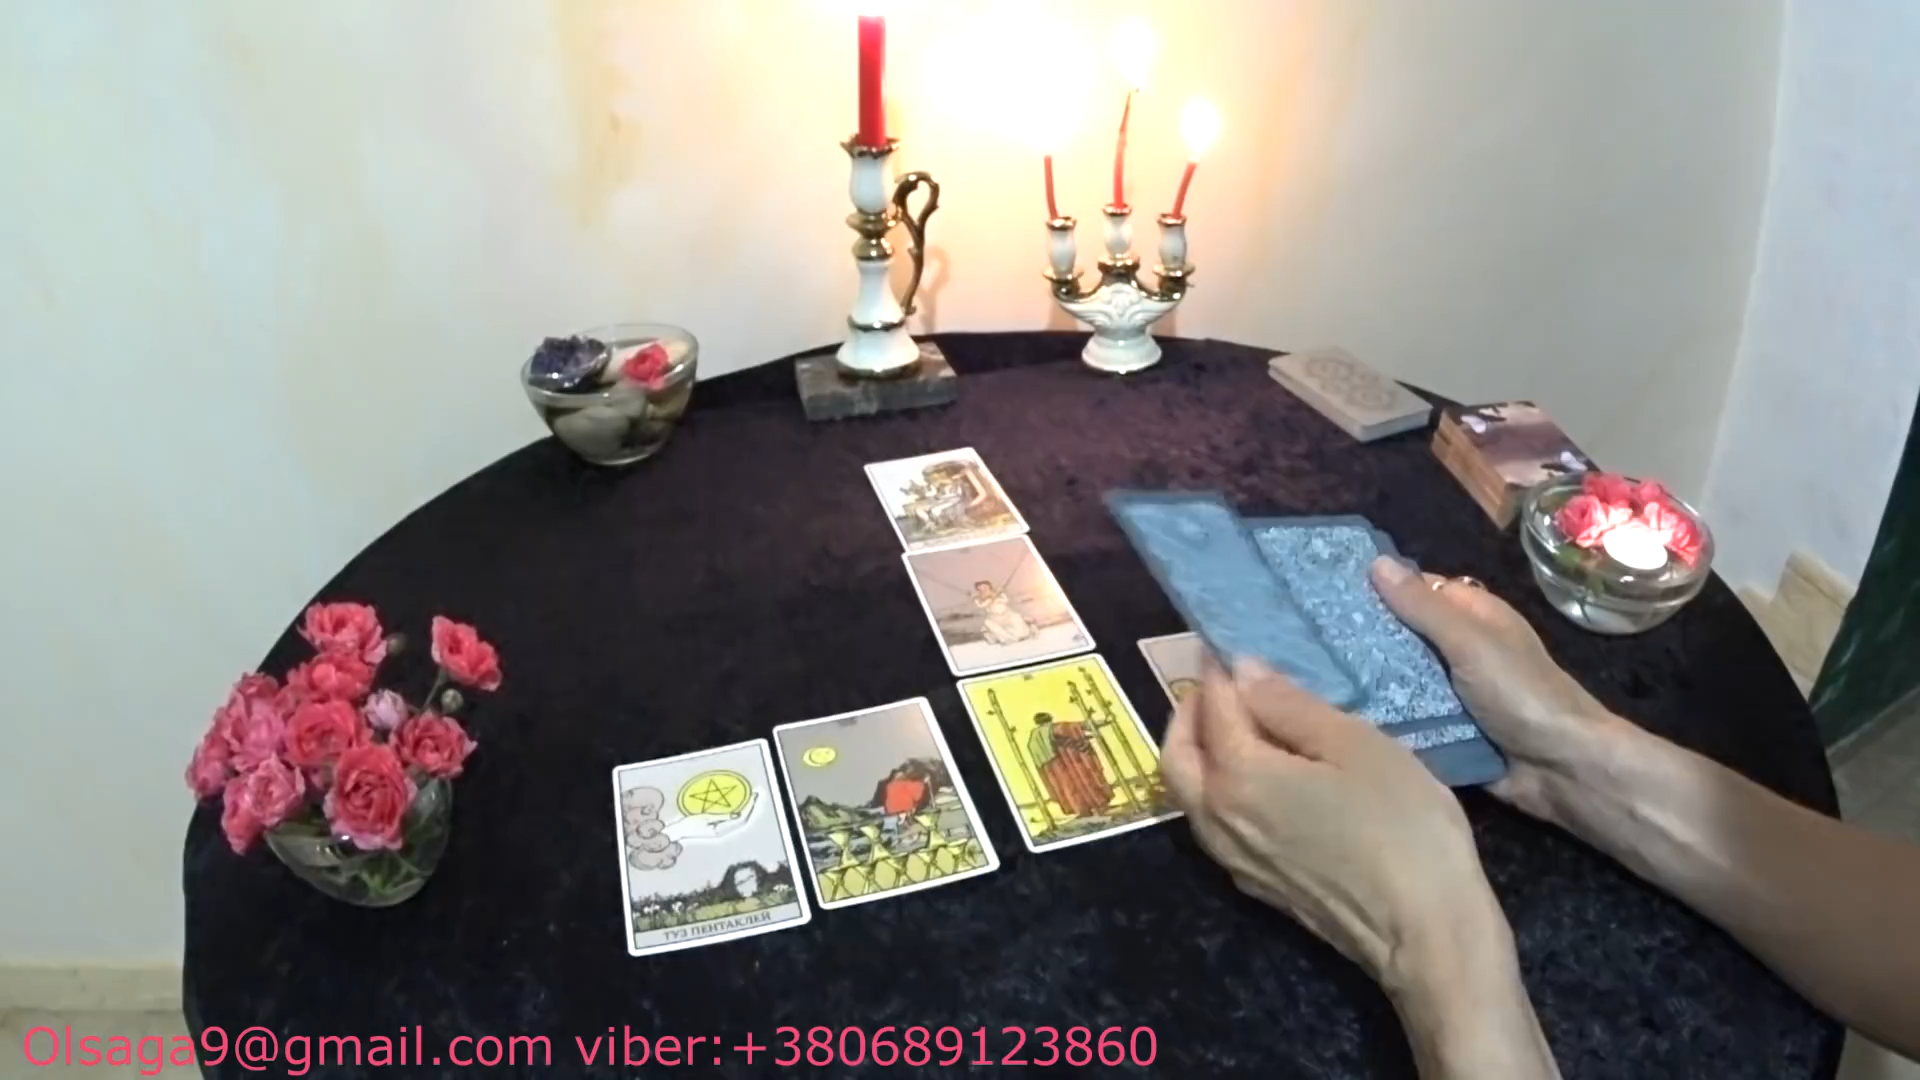 ТУЗ ПЕНТАКЛЕЙ
Olsaga9@gmail.com viber:+380689123860